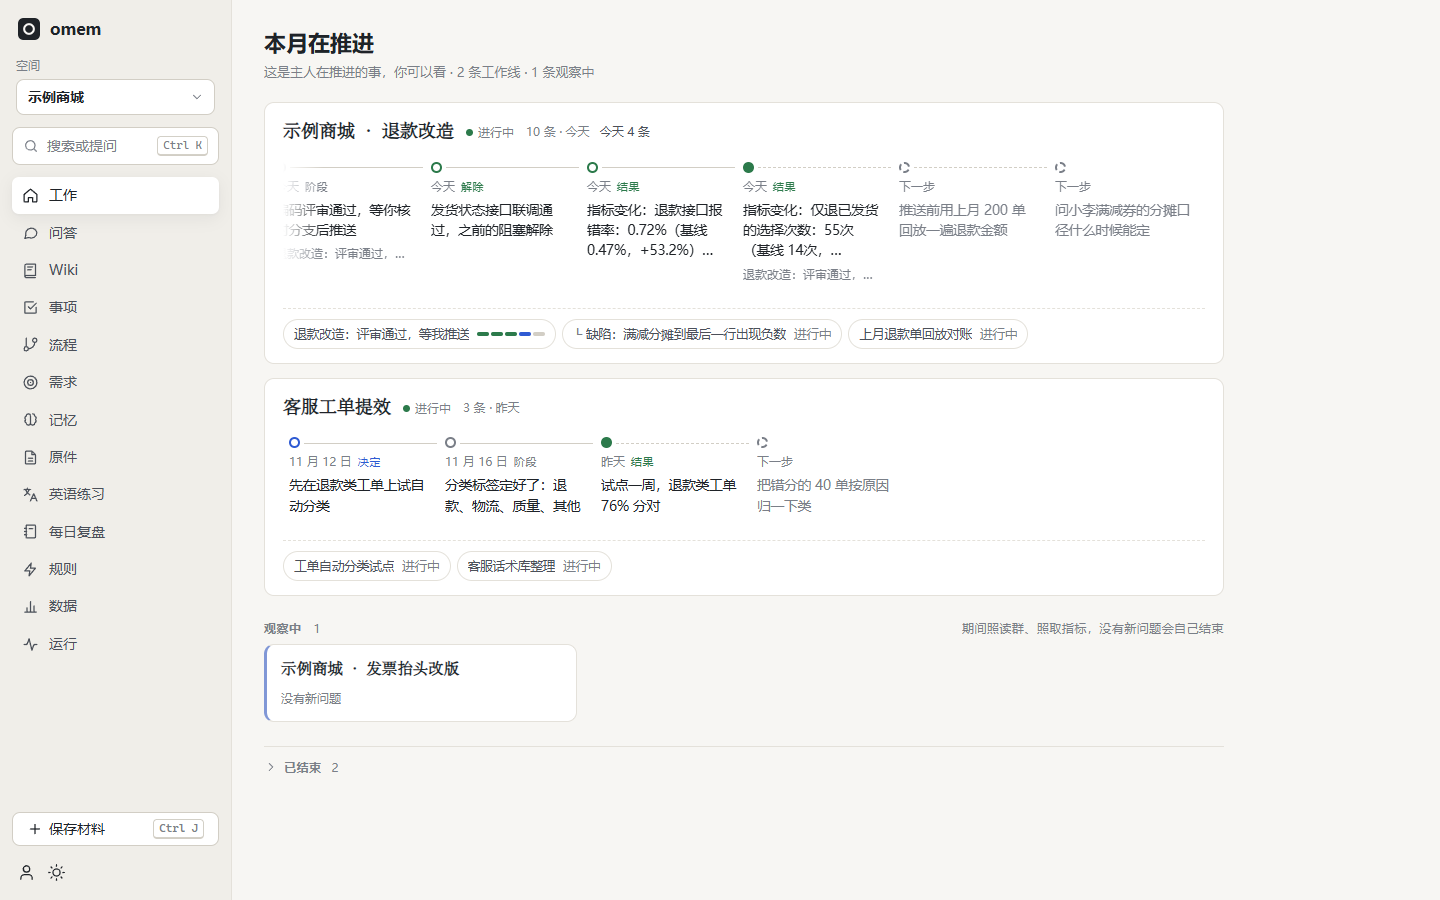 omem
空间
示例商城
搜索或提问 Ctrl K
工作
问答
Wiki
事项
流程
需求
记忆
原件
英语练习
每日复盘
规则
数据
运行
保存材料 Ctrl J
本月在推进
这是主人在推进的事，你可以看 · 2 条工作线 · 1 条观察中
示例商城 · 退款改造 进行中 10 条 · 今天 今天 4 条
天 阶段
码评审通过，等你核
分支后推送
款改造：评审通过，…
今天 解除
发货状态接口联调通
过，之前的阻塞解除
今天 结果
指标变化：退款接口报
错率：0.72%（基线
0.47%，+53.2%）…
今天 结果
指标变化：仅退已发货
的选择次数：55次
（基线 14次，…
退款改造：评审通过，…
下一步
推送前用上月 200 单
回放一遍退款金额
下一步
问小李满减券的分摊口
径什么时候能定
退款改造：评审通过，等我推送
└ 缺陷：满减分摊到最后一行出现负数 进行中
上月退款单回放对账 进行中
客服工单提效 进行中 3 条 · 昨天
11 月 12 日 决定
先在退款类工单上试自
动分类
11 月 16 日 阶段
分类标签定好了：退
款、物流、质量、其他
昨天 结果
试点一周，退款类工单
76% 分对
下一步
把错分的 40 单按原因
归一下类
工单自动分类试点 进行中
客服话术库整理 进行中
观察中 1
期间照读群、照取指标，没有新问题会自己结束
示例商城 · 发票抬头改版
没有新问题
已结束 2